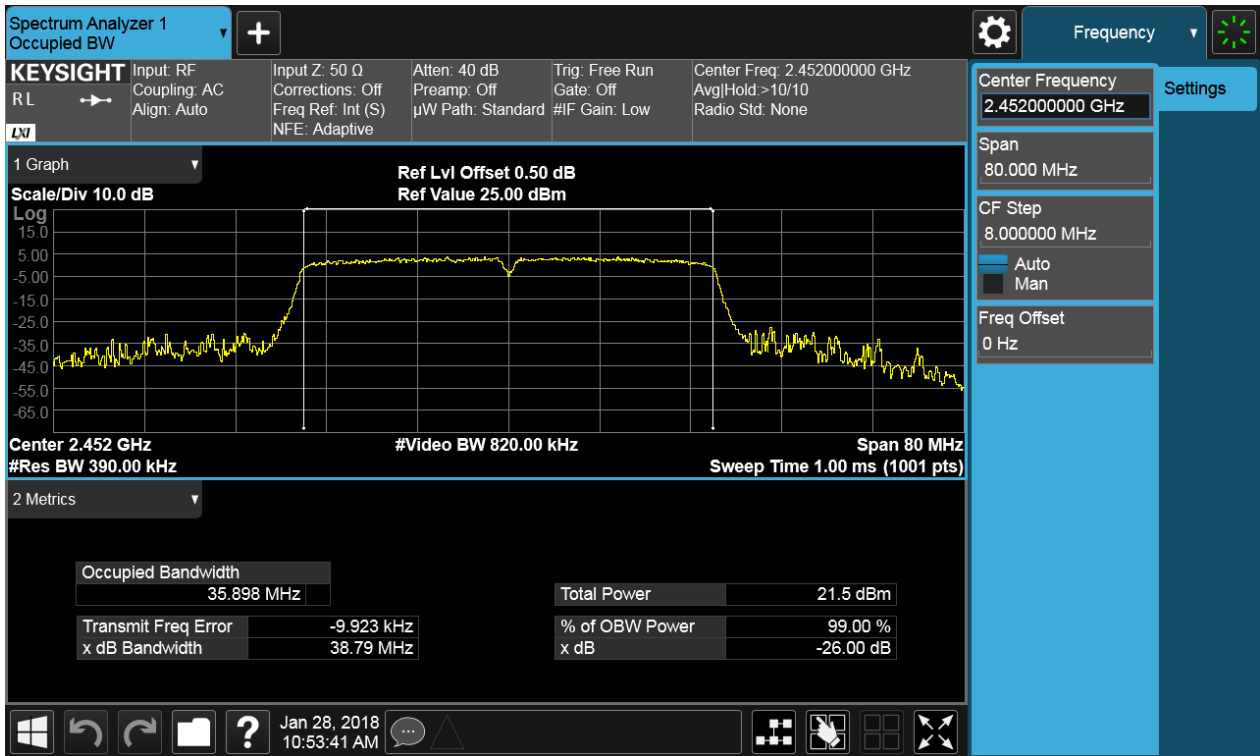 Spectrum Analyzer 1
Occupied BW
Frequency
KEYSIGHT
R L
LXI
Input: RF
Coupling: AC
Align: Auto
Input Z: 50 Ω
Corrections: Off
Freq Ref: Int (S)
NFE: Adaptive
Atten: 40 dB
Preamp: Off
µW Path: Standard
Trig: Free Run
Gate: Off
#IF Gain: Low
Center Freq: 2.452000000 GHz
Avg|Hold:>10/10
Radio Std: None
Center Frequency
2.452000000 GHz
Settings
Span
80.000 MHz
CF Step
8.000000 MHz
Auto
Man
Freq Offset
0 Hz
1 Graph
Scale/Div 10.0 dB
Ref Lvl Offset 0.50 dB
Ref Value 25.00 dBm
Log
15.0
5.00
-5.00
-15.0
-25.0
-35.0
-45.0
-55.0
-65.0
Center 2.452 GHz
#Video BW 820.00 kHz
Span 80 MHz
#Res BW 390.00 kHz
Sweep Time 1.00 ms (1001 pts)
2 Metrics
Occupied Bandwidth
35.898 MHz
Total Power 21.5 dBm
Transmit Freq Error -9.923 kHz
% of OBW Power 99.00 %
x dB Bandwidth 38.79 MHz
x dB -26.00 dB
?
Jan 28, 2018
10:53:41 AM